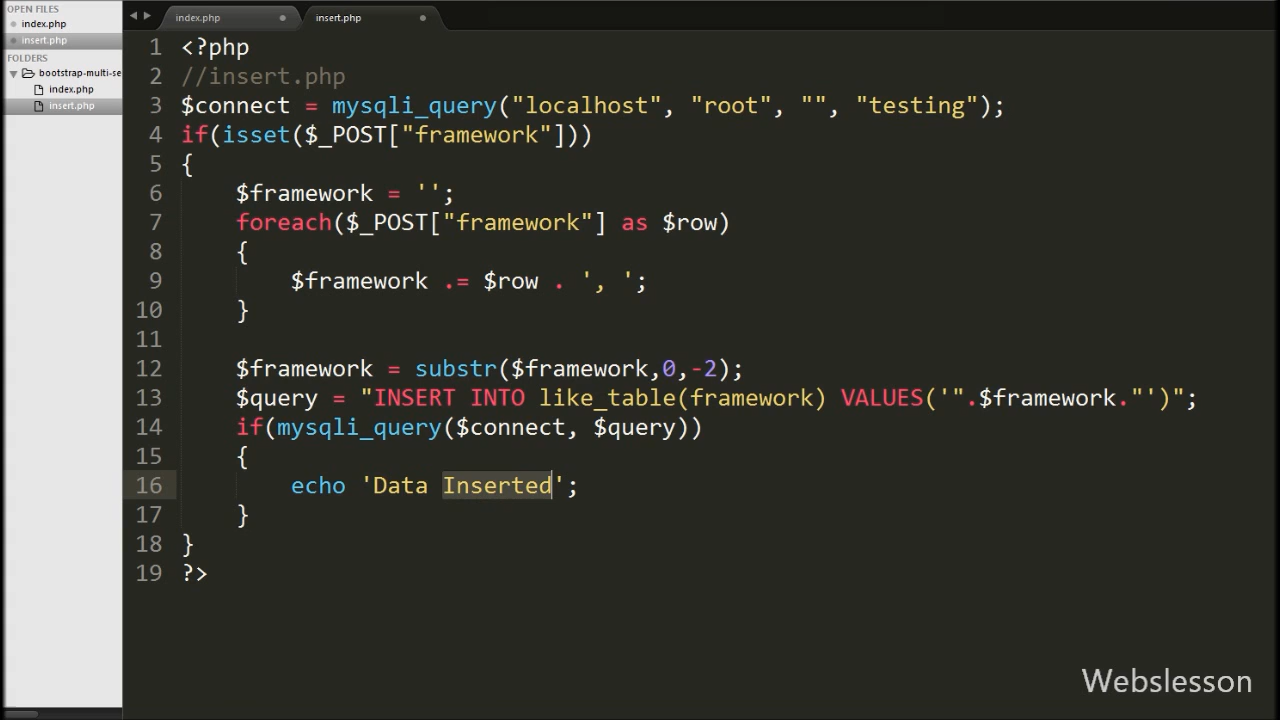 OPEN FILES
index.php
insert.php
FOLDERS
bootstrap-multi-se
index.php
insert.php
index.php
insert.php
1 <?php
2 //insert.php
3 $connect = mysqli_query("localhost", "root", "", "testing");
4 if(isset($_POST["framework"]))
5 {
6     $framework = '';
7     foreach($_POST["framework"] as $row)
8     {
9         $framework .= $row . ', ';
10     }
11
12     $framework = substr($framework,0,-2);
13     $query = "INSERT INTO like_table(framework) VALUES('".$framework."')";
14     if(mysqli_query($connect, $query))
15     {
16         echo 'Data Inserted';
17     }
18 }
19 ?>
Webslesson